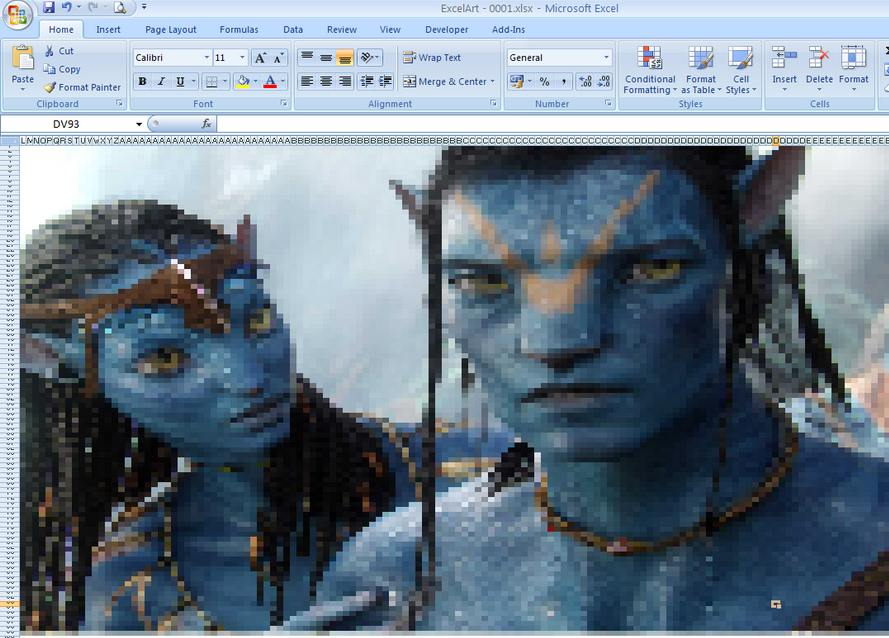 ExcelArt - 0001.xlsx - Microsoft Excel
Home Insert Page Layout Formulas Data Review View Developer Add-Ins
Cut
Copy
Format Painter
Paste
Clipboard
Calibri 11 A A
B I U A
Font
Wrap Text
Merge & Center
Alignment
General
% , .00
Number
Conditional Formatting
Format as Table
Cell Styles
Styles
Insert Delete Format
Cells
DV93 fx